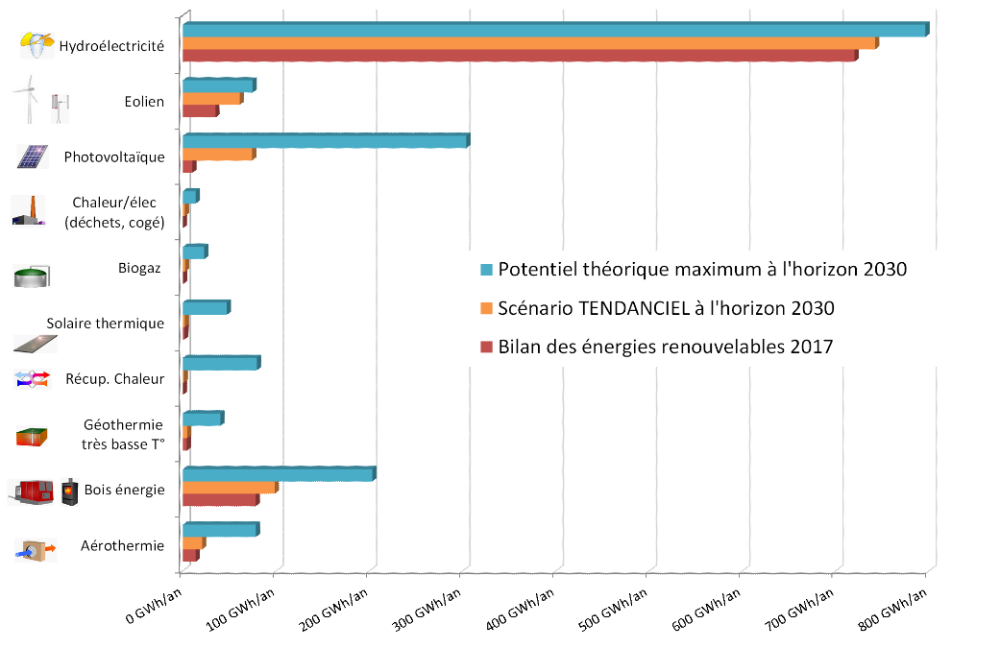 Hydroélectricité
Eolien
Photovoltaïque
Chaleur/élec
(déchets, cogé)
Biogaz
Solaire thermique
Récup. Chaleur
Géothermie
très basse T°
Bois énergie
Aérothermie
Potentiel théorique maximum à l'horizon 2030
Scénario TENDANCIEL à l'horizon 2030
Bilan des énergies renouvelables 2017
0 GWh/an
100 GWh/an
200 GWh/an
300 GWh/an
400 GWh/an
500 GWh/an
600 GWh/an
700 GWh/an
800 GWh/an